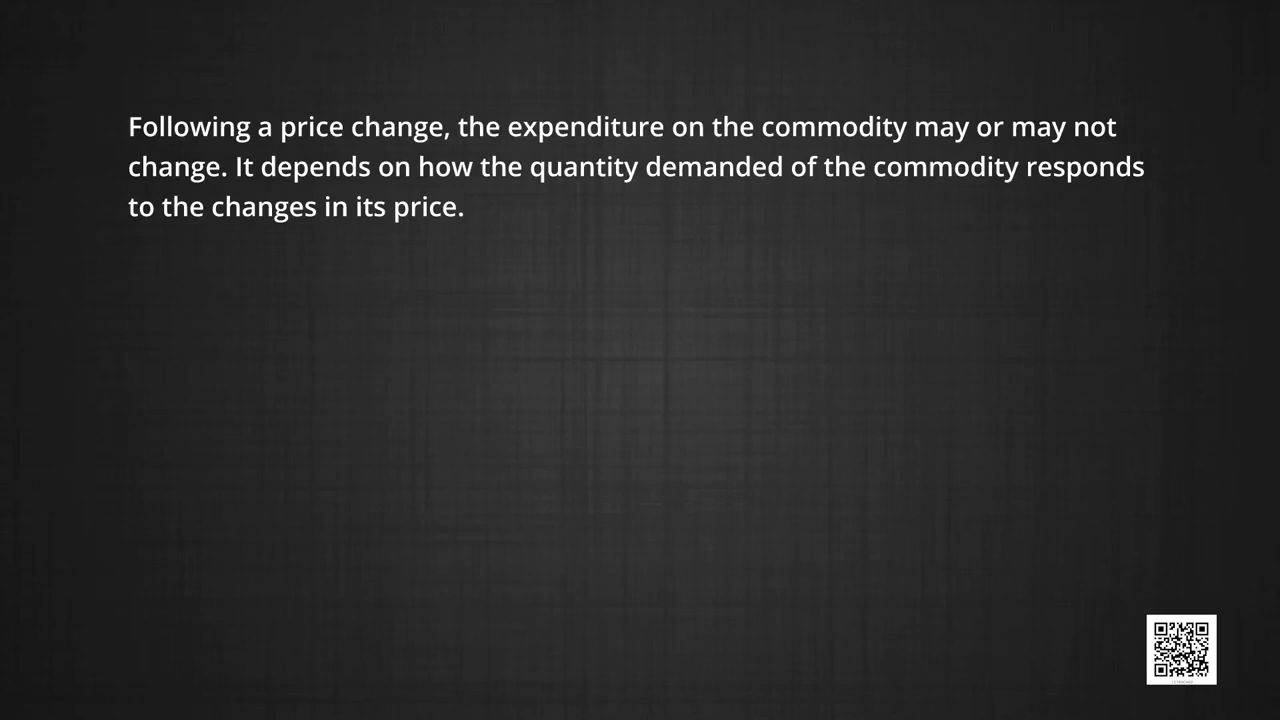 Following a price change, the expenditure on the commodity may or may not
change. It depends on how the quantity demanded of the commodity responds
to the changes in its price.